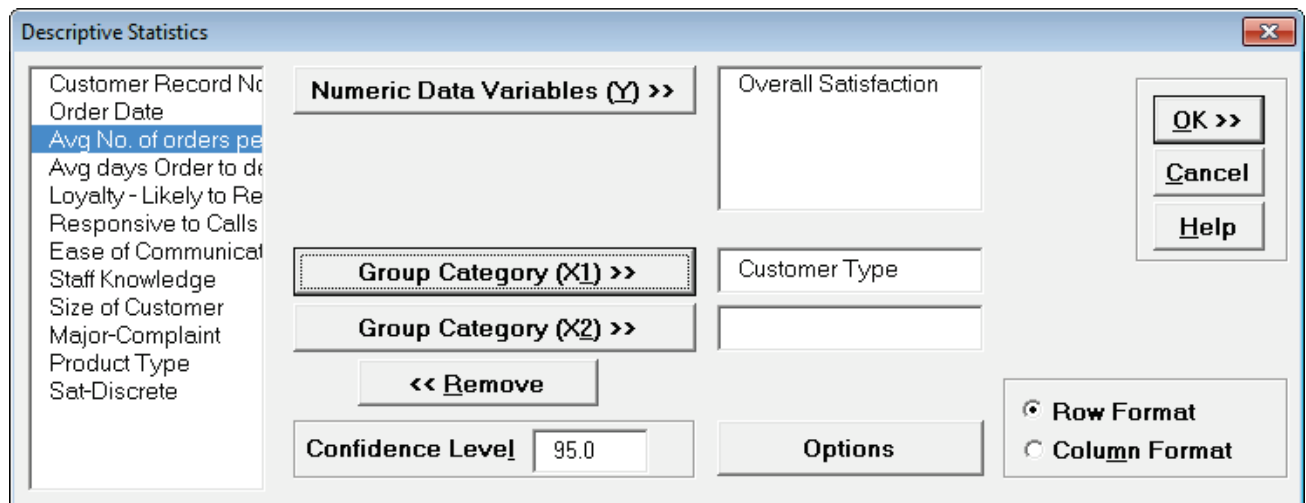 Descriptive Statistics
Customer Record No
Order Date
Avg No. of orders pe
Avg days Order to de
Loyalty - Likely to Re
Responsive to Calls
Ease of Communicat
Staff Knowledge
Size of Customer
Major-Complaint
Product Type
Sat-Discrete
Numeric Data Variables (Y) >>
Overall Satisfaction
Group Category (X1) >>
Customer Type
Group Category (X2) >>
<< Remove
Confidence Level 95.0
Options
OK >>
Cancel
Help
Row Format
Column Format